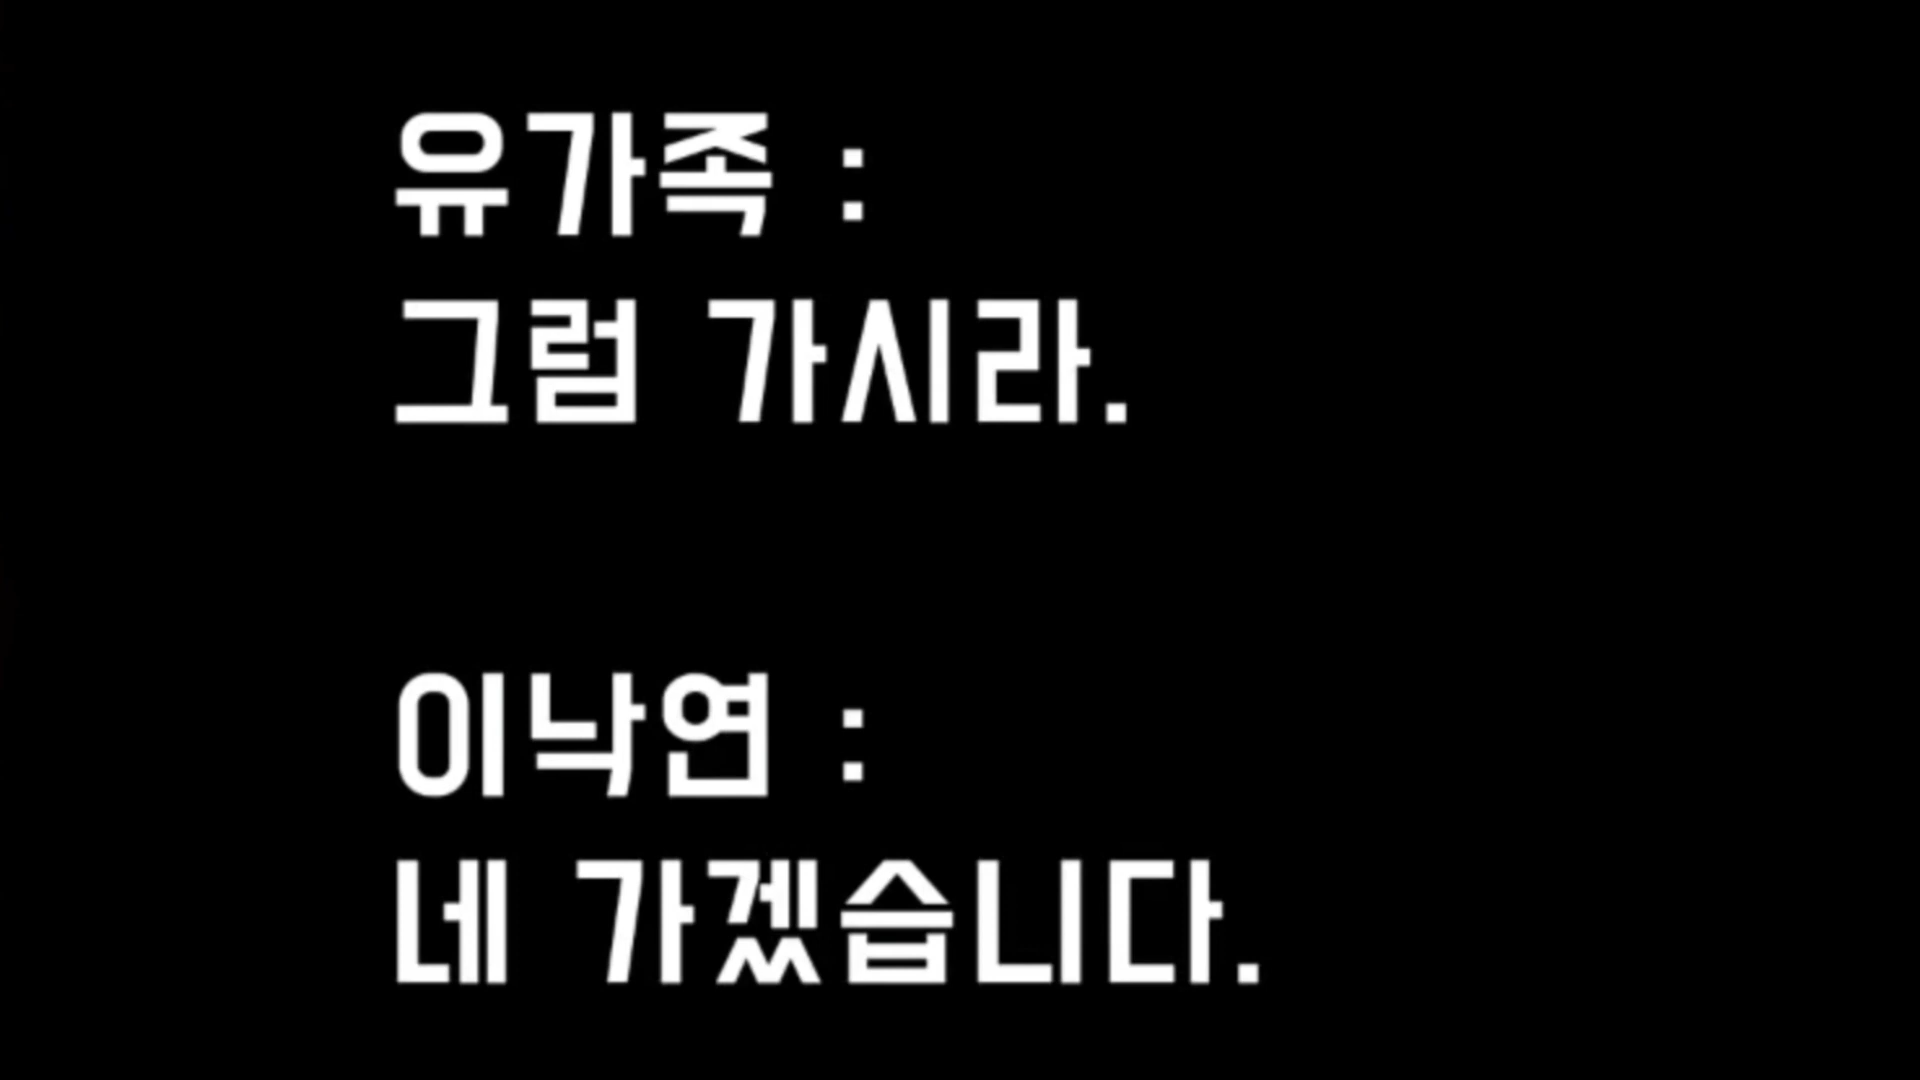 유가족 :
그럼 가시라.
이낙연 :
네 가겠습니다.